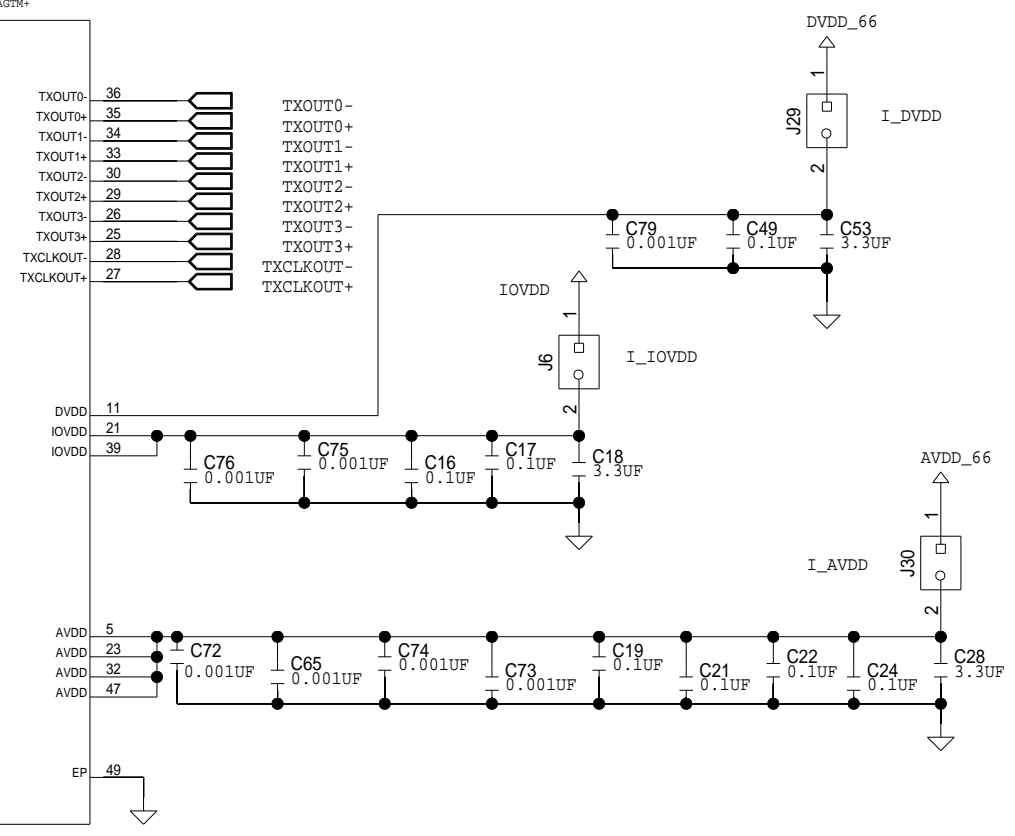 AGTM+
TXOUT0- 36 TXOUT0-
TXOUT0+ 35 TXOUT0+
TXOUT1- 34 TXOUT1-
TXOUT1+ 33 TXOUT1+
TXOUT2- 30 TXOUT2-
TXOUT2+ 29 TXOUT2+
TXOUT3- 26 TXOUT3-
TXOUT3+ 25 TXOUT3+
TXCLKOUT- 28 TXCLKOUT-
TXCLKOUT+ 27 TXCLKOUT+
DVDD_66
1
J29
I_DVDD
2
C79
0.001UF
C49
0.1UF
C53
3.3UF
IOVDD
1
J6
I_IOVDD
2
DVDD 11
IOVDD 21
IOVDD 39
C76
0.001UF
C75
0.001UF
C16
0.1UF
C17
0.1UF
C18
3.3UF
AVDD_66
1
J30
I_AVDD
2
AVDD 5
AVDD 23
AVDD 32
AVDD 47
C72
0.001UF
C65
0.001UF
C74
0.001UF
C73
0.001UF
C19
0.1UF
C21
0.1UF
C22
0.1UF
C24
0.1UF
C28
3.3UF
EP 49